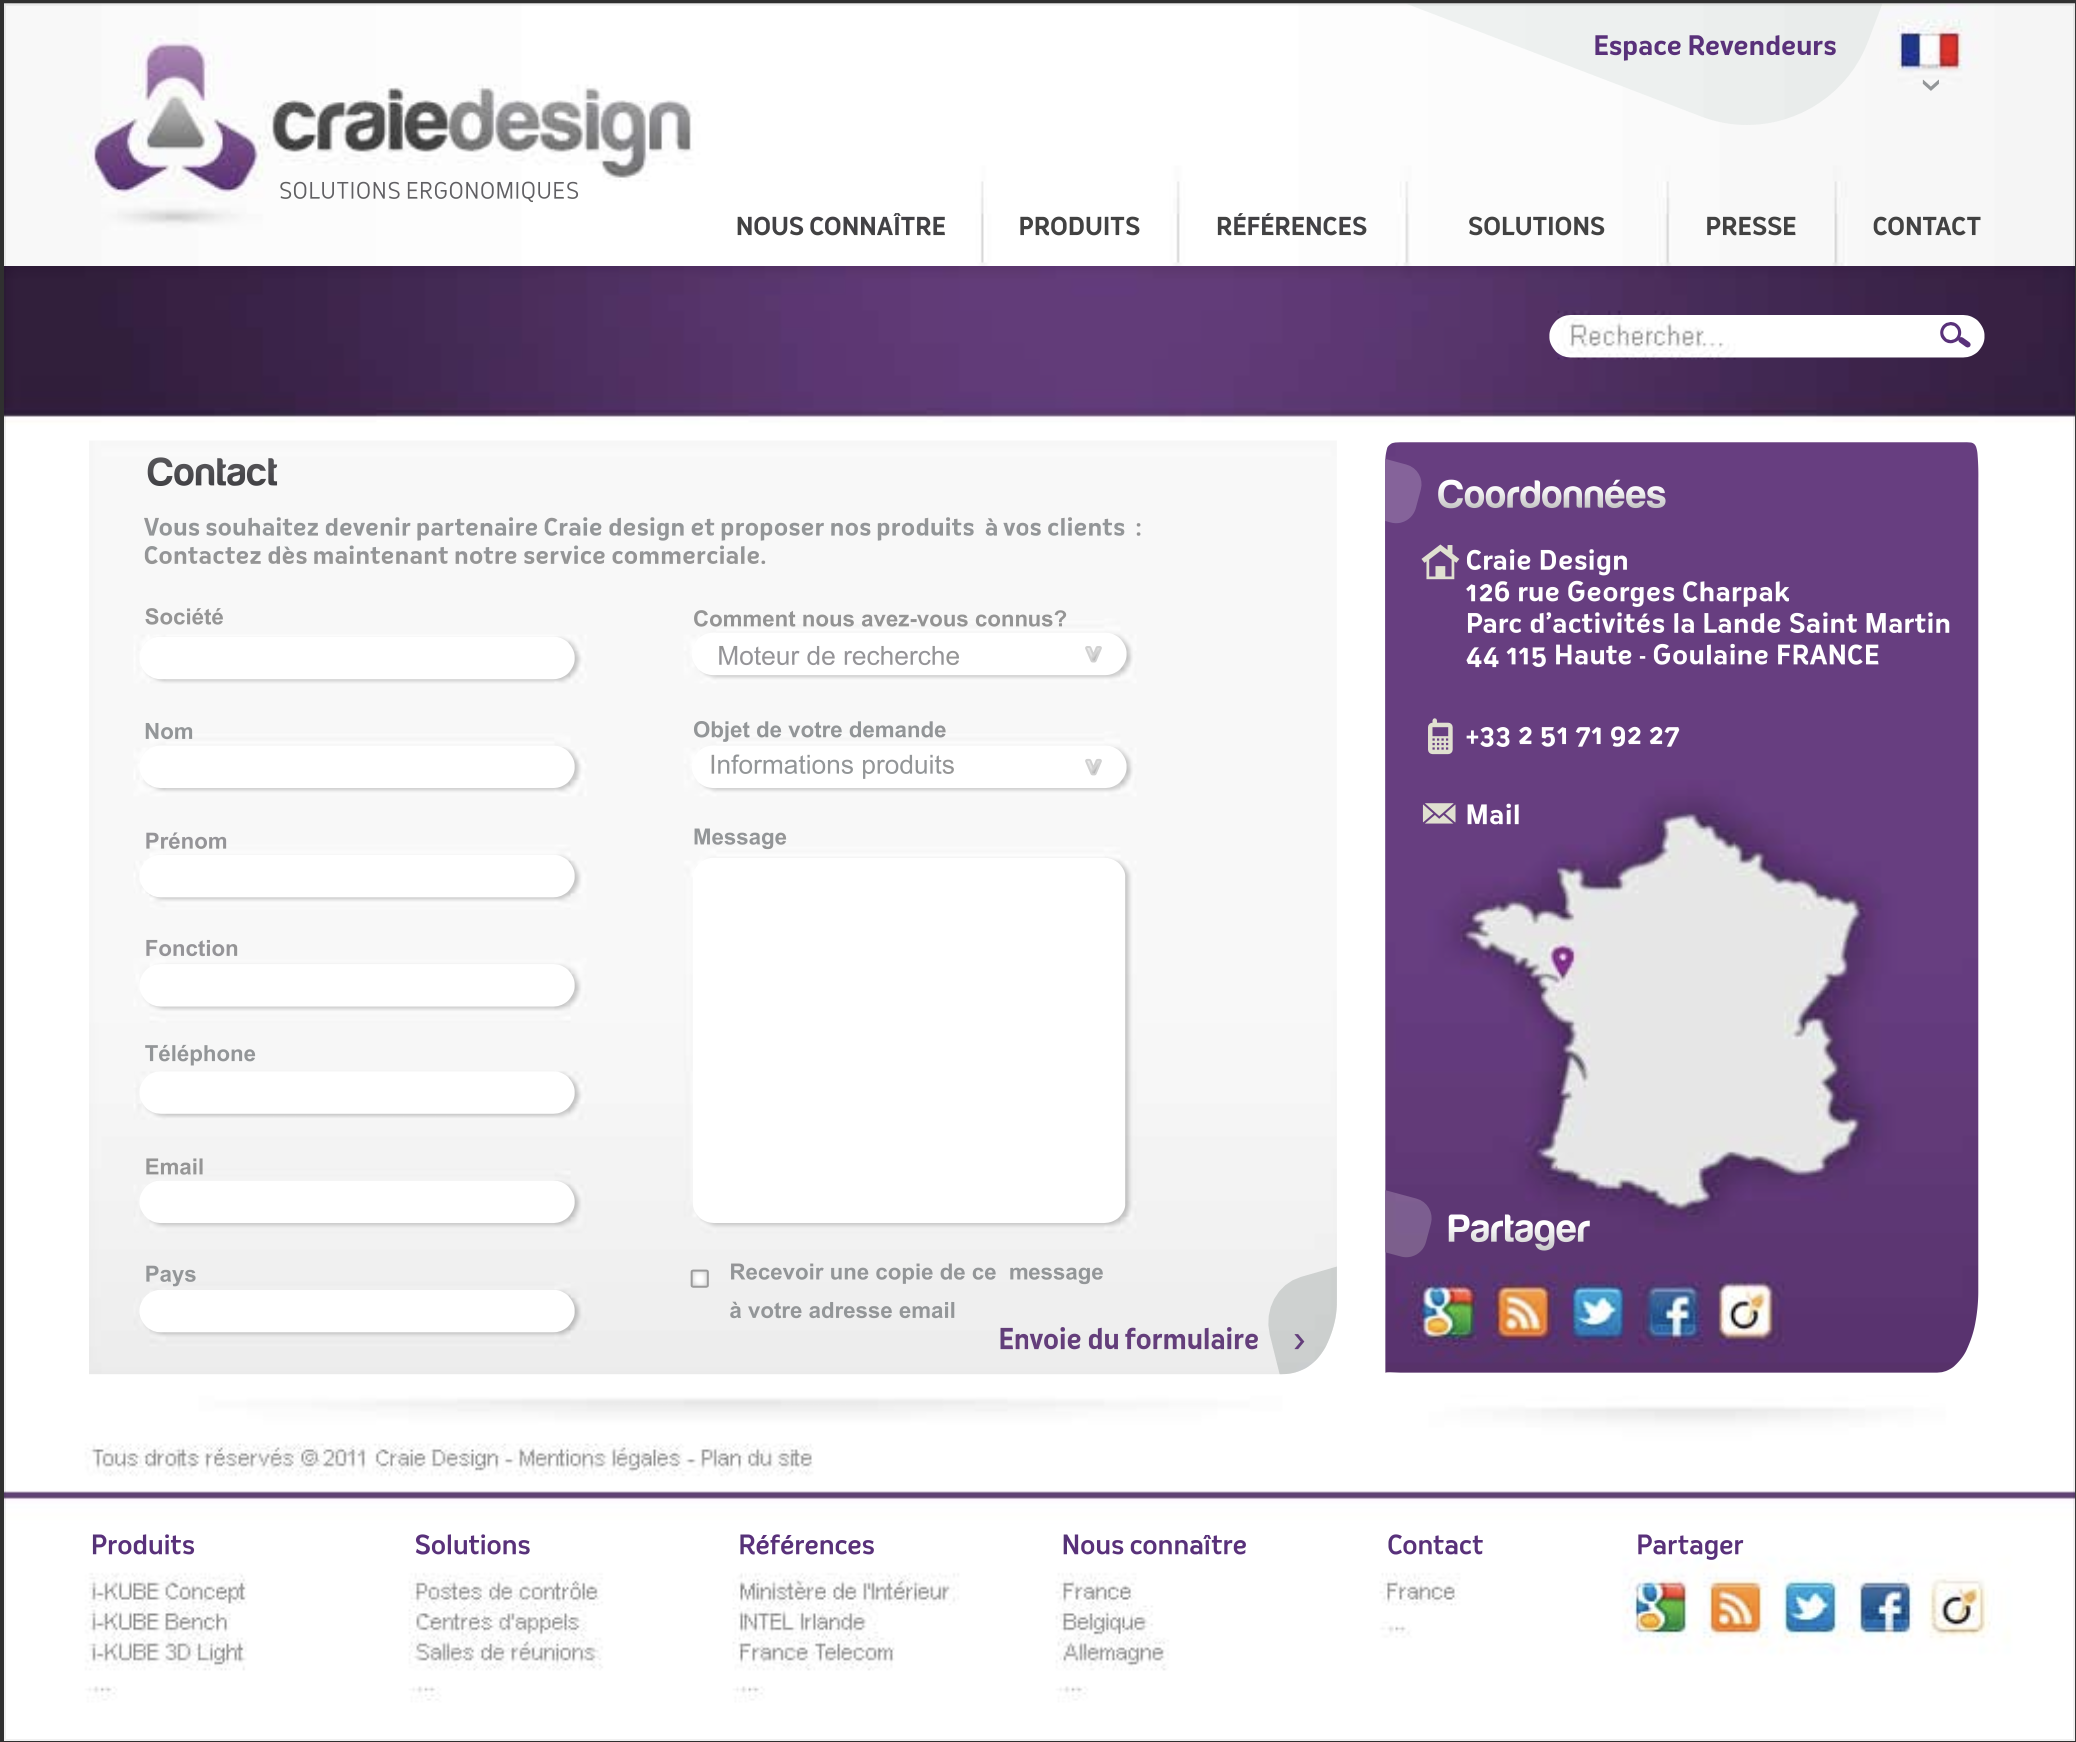 Espace Revendeurs
craiedesign
SOLUTIONS ERGONOMIQUES
NOUS CONNAÎTRE
PRODUITS
RÉFÉRENCES
SOLUTIONS
PRESSE
CONTACT
Rechercher...
Contact
Vous souhaitez devenir partenaire Craie design et proposer nos produits à vos clients :
Contactez dès maintenant notre service commerciale.
Société
Nom
Prénom
Fonction
Téléphone
Email
Pays
Comment nous avez-vous connus?
Moteur de recherche
Objet de votre demande
Informations produits
Message
Recevoir une copie de ce message
à votre adresse email
Envoie du formulaire >
Coordonnées
Craie Design
126 rue Georges Charpak
Parc d'activités la Lande Saint Martin
44 115 Haute - Goulaine FRANCE
+33 2 51 71 92 27
Mail
Partager
Tous droits réservés @ 2011 Craie Design - Mentions légales - Plan du site
Produits
i-KUBE Concept
i-KUBE Bench
i-KUBE 3D Light
...
Solutions
Postes de contrôle
Centres d'appels
Salles de réunions
...
Références
Ministère de l'Intérieur
INTEL Irlande
France Telecom
...
Nous connaître
France
Belgique
Allemagne
...
Contact
France
...
Partager